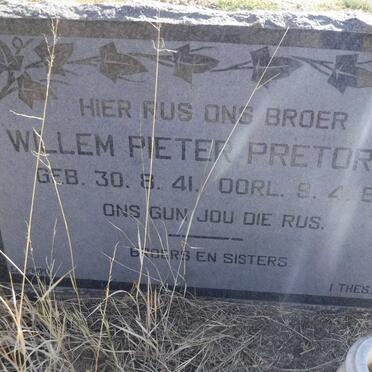 HIER RUS ONS BROER
WILLEM PIETER PRETOR
GEB. 30. 8. 41. OORL. 9. 4.
ONS GUN JOU DIE RUS.
BROERS EN SISTERS.
I THES.